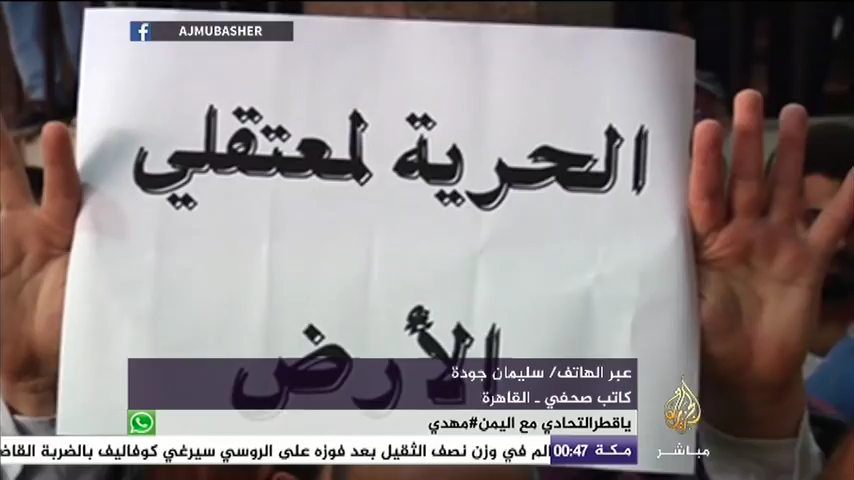 AJMUBASHER
الحرية لمعتقلي
الأرض
عبر الهاتف/ سليمان جودة
كاتب صحفي - القاهرة
ياقطرالتحادي مع اليمن#مهدي
مكة 00:47
الم في وزن نصف الثقيل بعد فوزه على الروسي سيرغي كوفاليف بالضربة القاض
مباشر